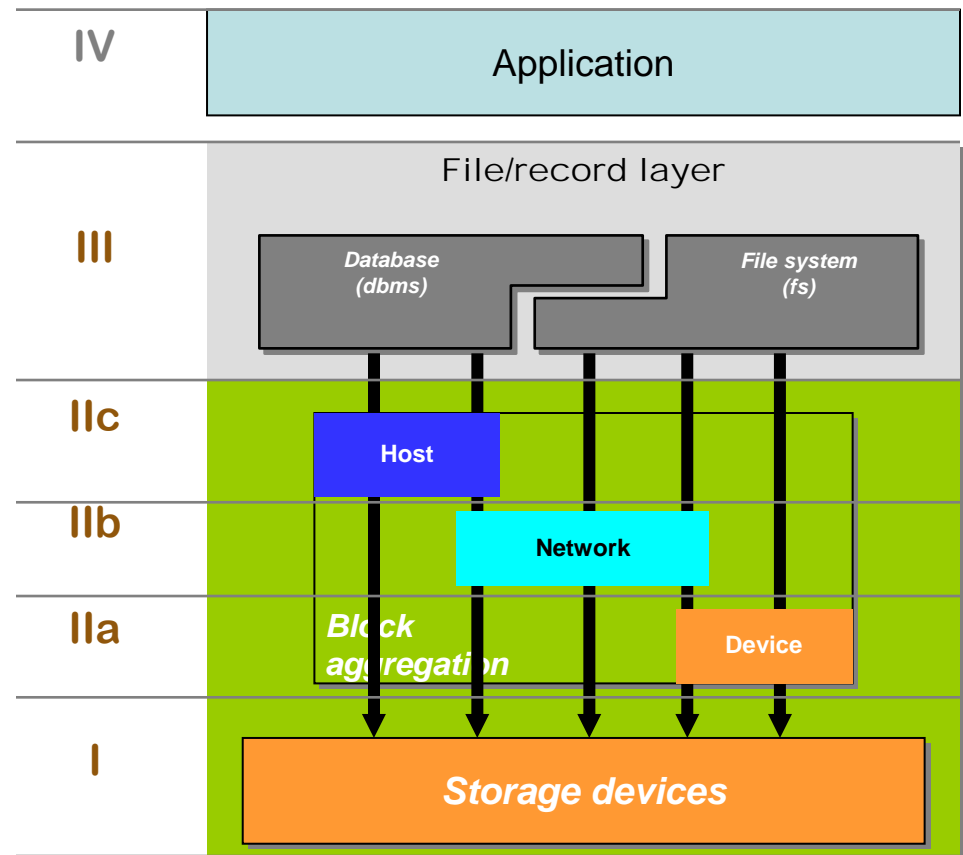 IV
Application
File/record layer
III
Database
(dbms)
File system
(fs)
IIc
Host
IIb
Network
IIa
Block
aggregation
Device
I
Storage devices